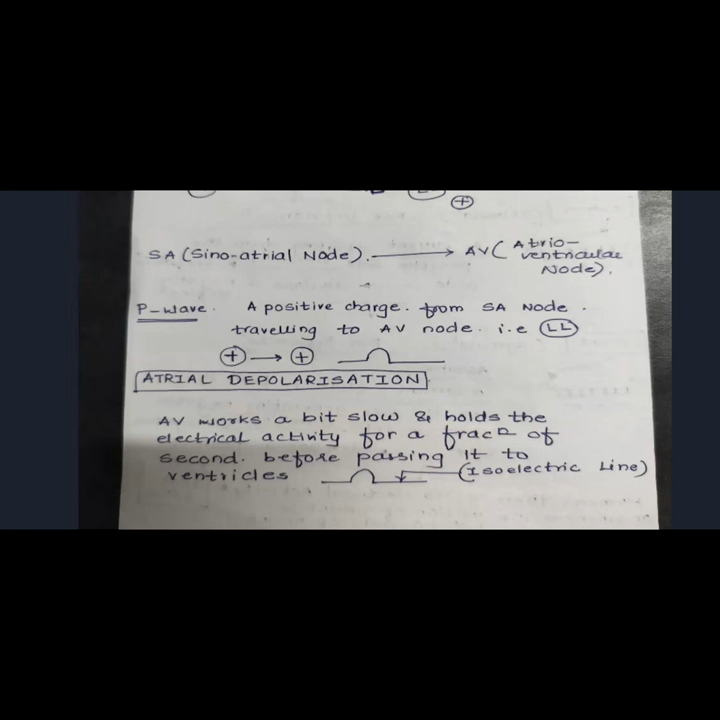 SA (Sino-atrial Node). → AV (Atrio-
ventricular
Node).
P-wave. A positive charge. from SA Node.
travelling to AV node. i.e (LL)
(+) → (+)
ATRIAL DEPOLARISATION
AV works a bit slow & holds the
electrical activity for a fracn of
second. before passing it to
ventricles
(Isoelectric Line)